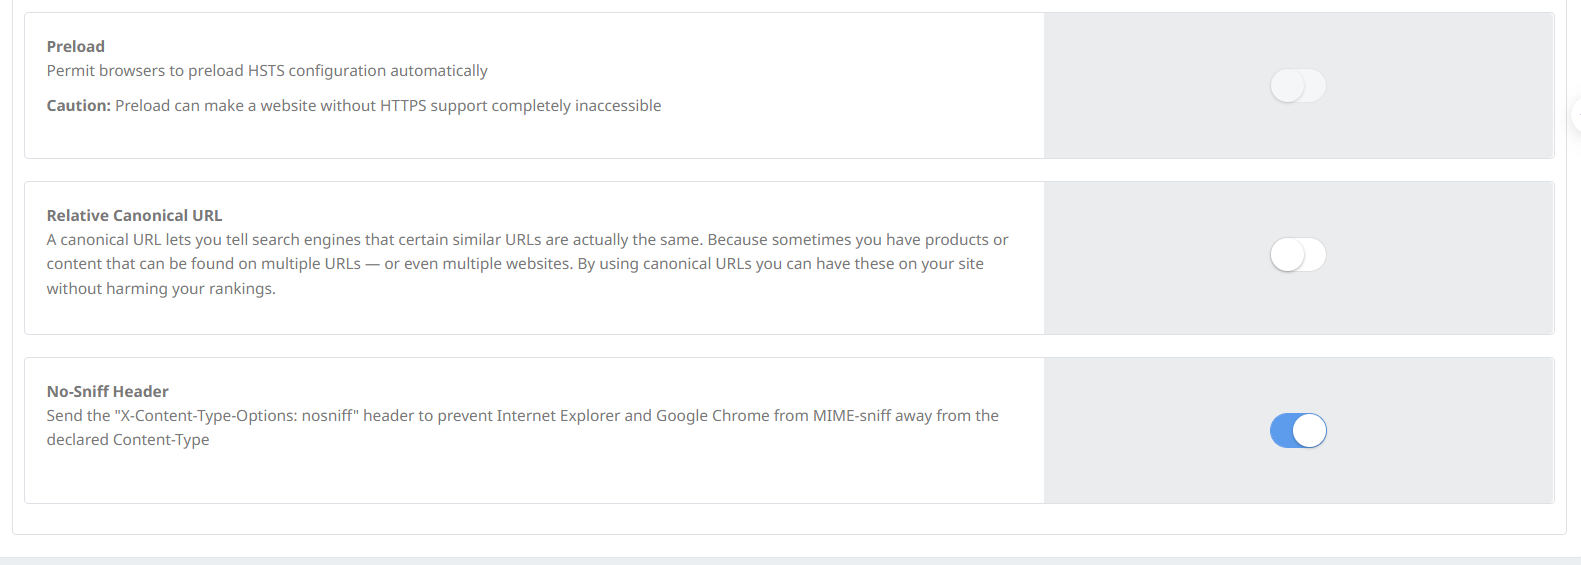 Preload
Permit browsers to preload HSTS configuration automatically
Caution: Preload can make a website without HTTPS support completely inaccessible
Relative Canonical URL
A canonical URL lets you tell search engines that certain similar URLs are actually the same. Because sometimes you have products or
content that can be found on multiple URLs — or even multiple websites. By using canonical URLs you can have these on your site
without harming your rankings.
No-Sniff Header
Send the "X-Content-Type-Options: nosniff" header to prevent Internet Explorer and Google Chrome from MIME-sniff away from the
declared Content-Type